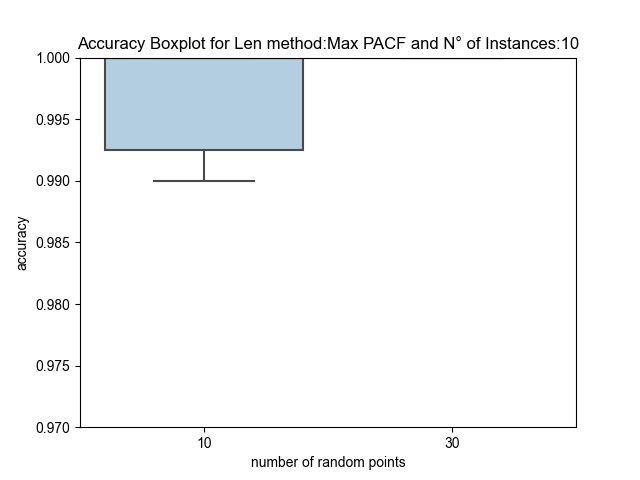 Accuracy Boxplot for Len method:Max PACF and N° of Instances:10
1.000
0.995
0.990
0.985
0.980
0.975
0.970
accuracy
10 30
number of random points